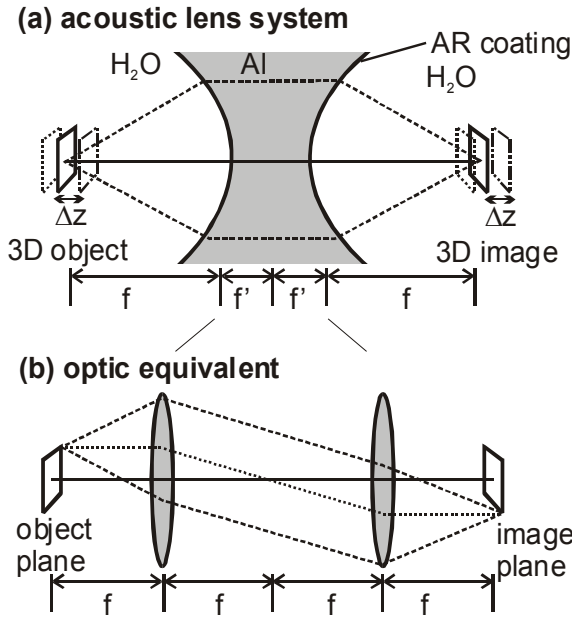 (a) acoustic lens system
H₂O
Al
AR coating
H₂O
Δz
Δz
3D object
3D image
f
f'
f'
f
(b) optic equivalent
object
plane
image
plane
f
f
f
f